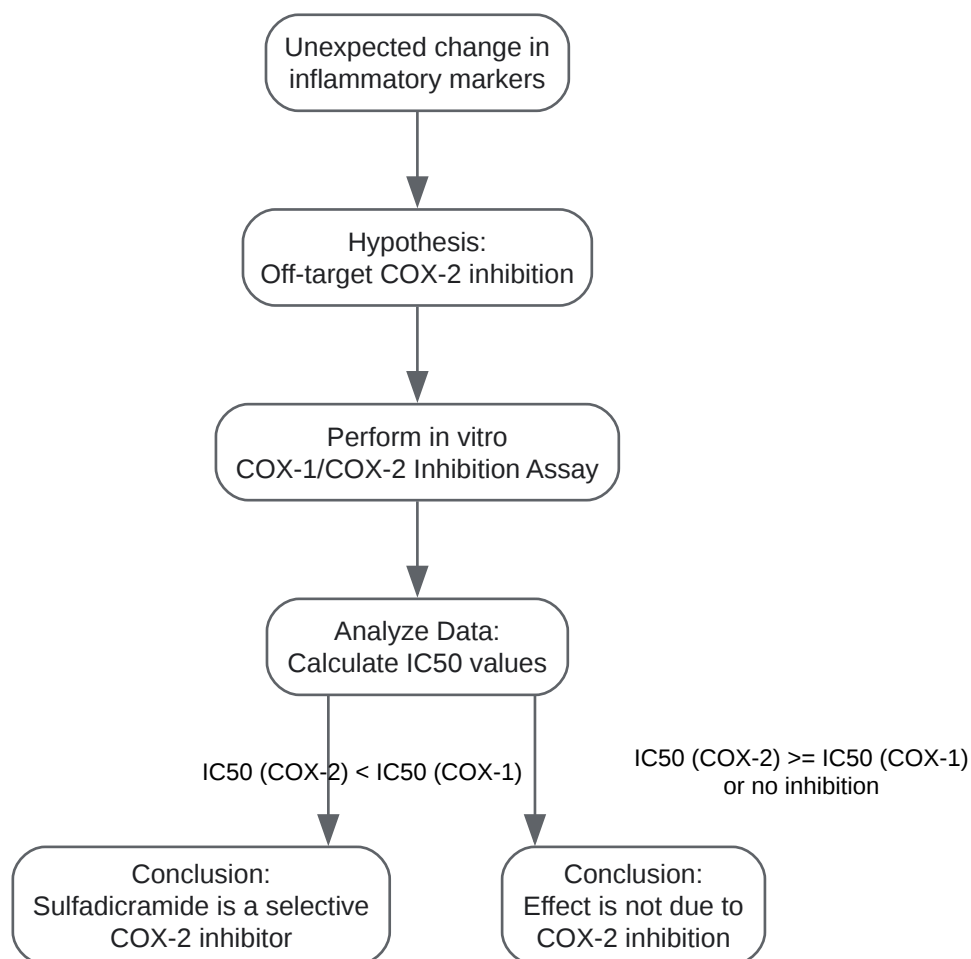 Unexpected change in
inflammatory markers
Hypothesis:
Off-target COX-2 inhibition
Perform in vitro
COX-1/COX-2 Inhibition Assay
Analyze Data:
Calculate IC50 values
IC50 (COX-2) < IC50 (COX-1)
IC50 (COX-2) >= IC50 (COX-1)
or no inhibition
Conclusion:
Sulfadicramide is a selective
COX-2 inhibitor
Conclusion:
Effect is not due to
COX-2 inhibition